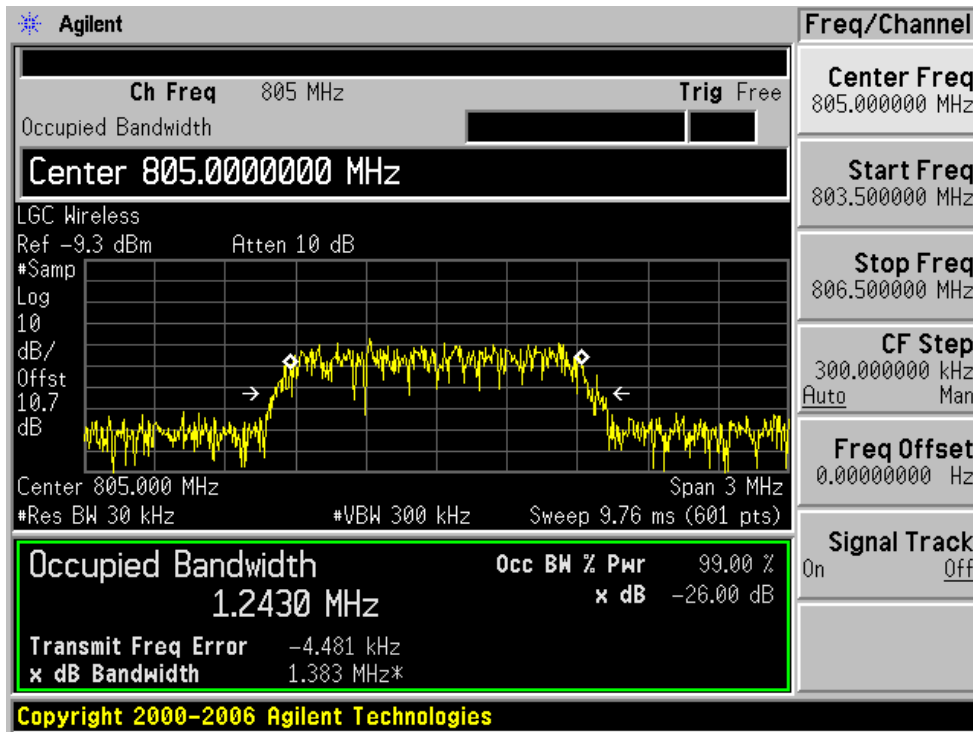 Agilent
Freq/Channel
Ch Freq 805 MHz Trig Free
Occupied Bandwidth
Center 805.0000000 MHz
LGC Wireless
Ref -9.3 dBm Atten 10 dB
#Samp
Log
10
dB/
Offst
10.7
dB
Center 805.000 MHz Span 3 MHz
#Res BW 30 kHz #VBW 300 kHz Sweep 9.76 ms (601 pts)
Occupied Bandwidth
1.2430 MHz
Occ BW % Pwr 99.00 %
x dB -26.00 dB
Transmit Freq Error -4.481 kHz
x dB Bandwidth 1.383 MHz*
Copyright 2000-2006 Agilent Technologies
Center Freq
805.000000 MHz
Start Freq
803.500000 MHz
Stop Freq
806.500000 MHz
CF Step
300.000000 kHz
Auto Man
Freq Offset
0.00000000 Hz
Signal Track
On Off